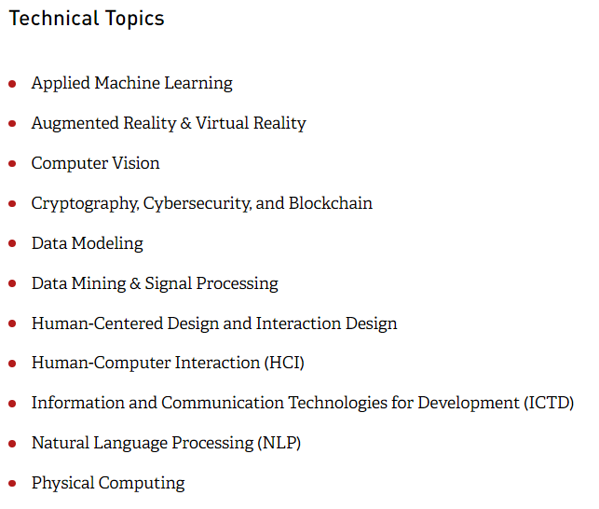 Technical Topics
Applied Machine Learning
Augmented Reality & Virtual Reality
Computer Vision
Cryptography, Cybersecurity, and Blockchain
Data Modeling
Data Mining & Signal Processing
Human-Centered Design and Interaction Design
Human-Computer Interaction (HCI)
Information and Communication Technologies for Development (ICTD)
Natural Language Processing (NLP)
Physical Computing